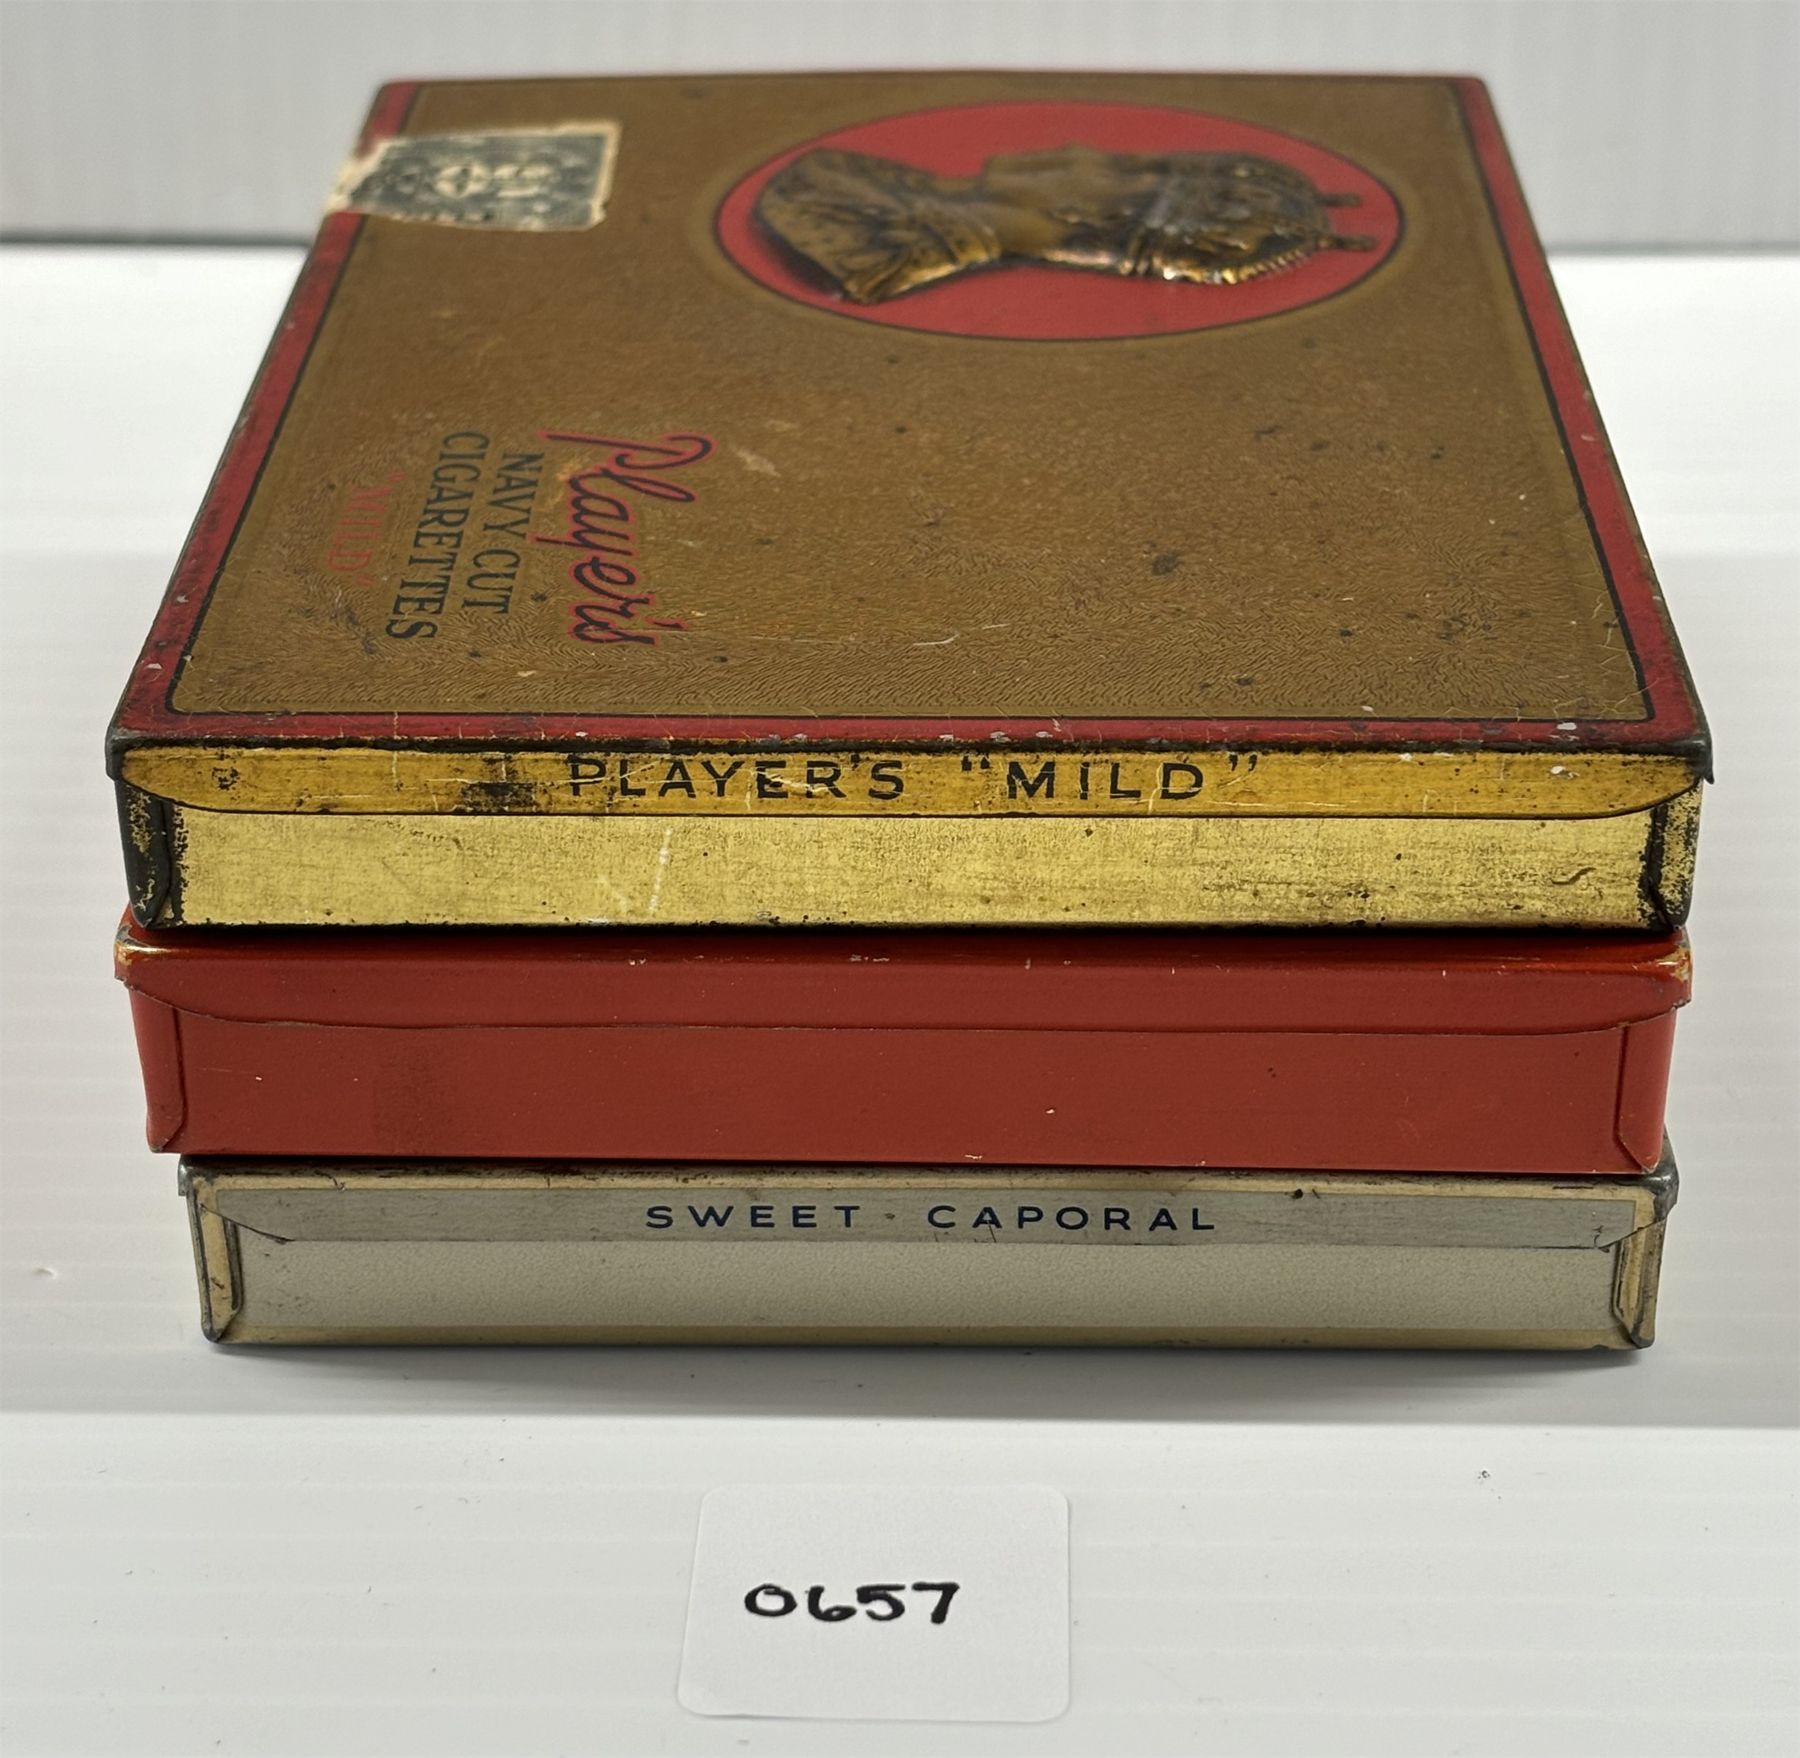 Player's
NAVY CUT
CIGARETTES
"MILD"
PLAYER'S "MILD"
SWEET CAPORAL
0657